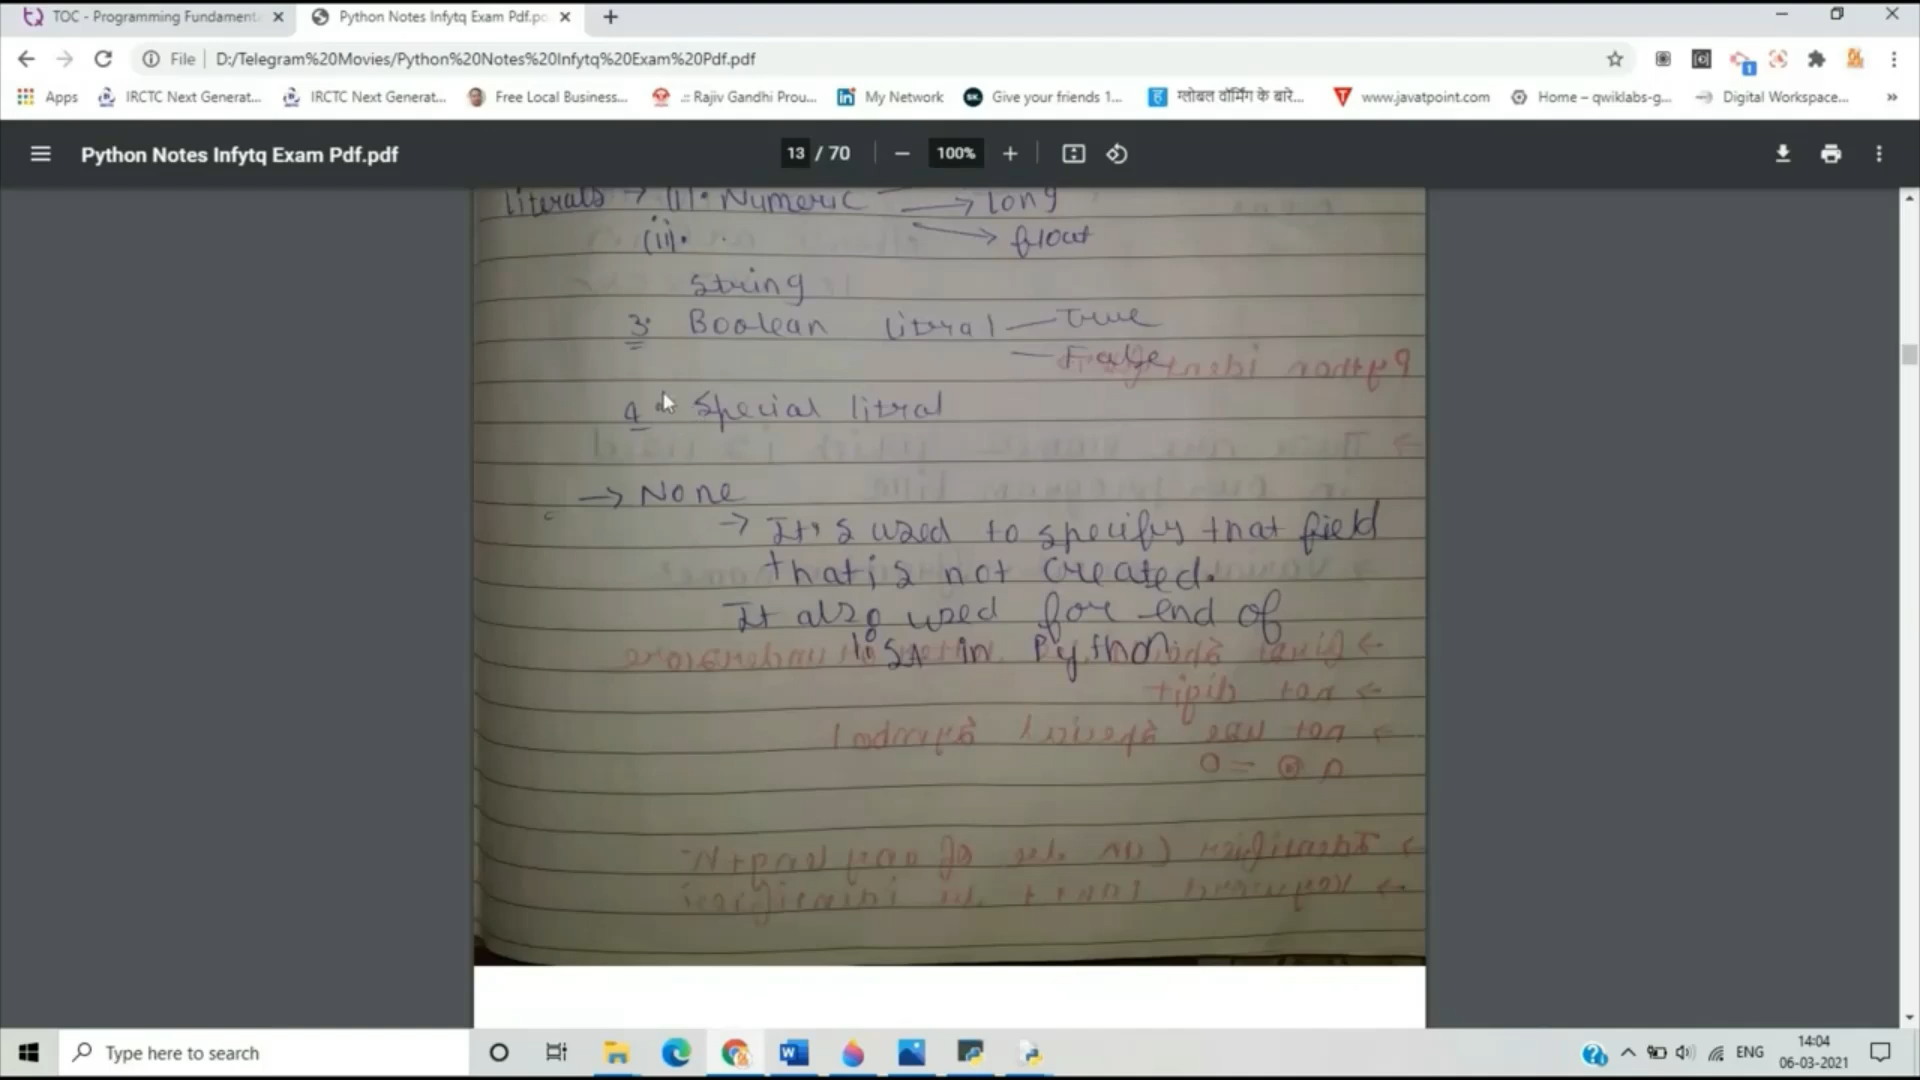 TOC - Programming Fundament
Python Notes Infytq Exam Pdf.pd
File | D:/Telegram%20Movies/Python%20Notes%20Infytq%20Exam%20Pdf.pdf
Apps IRCTC Next Generat... IRCTC Next Generat... Free Local Business... .:: Rajiv Gandhi Prou... My Network Give your friends 1... ग्लोबल वॉर्मिंग के बारे... www.javatpoint.com Home – qwiklabs-g... Digital Workspace... »
Python Notes Infytq Exam Pdf.pdf 13 / 70 100%
literals → (i). Numeric → long
(ii). → float
string
3. Boolean litral — True
— False
4 Special litral
→ None
→ It's used to specify that field
that is not created.
It also used for end of
list in Python
Type here to search
ENG
14:04
06-03-2021